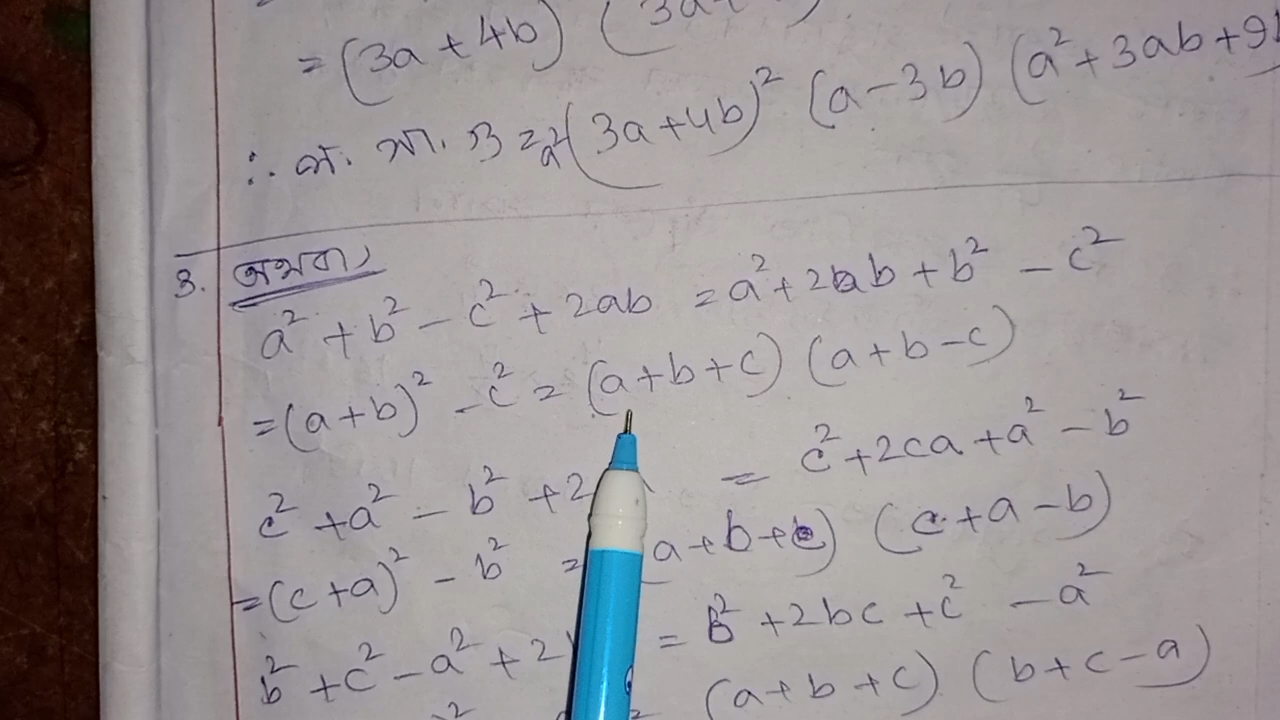 = (3a + 4b) (3a
∴ ল. সা. গু = a² (3a+4b)² (a-3b) (a²+3ab+9
3. অথবা,
a² + b² - c² + 2ab = a² + 2ab + b² - c²
= (a+b)² - c² = (a+b+c) (a+b-c)
c² + a² - b² + 2 = c² + 2ca + a² - b²
= (c+a)² - b² = (a+b+c) (c+a-b)
b² + c² - a² + 2 = b² + 2bc + c² - a²
(a+b+c) (b+c-a)